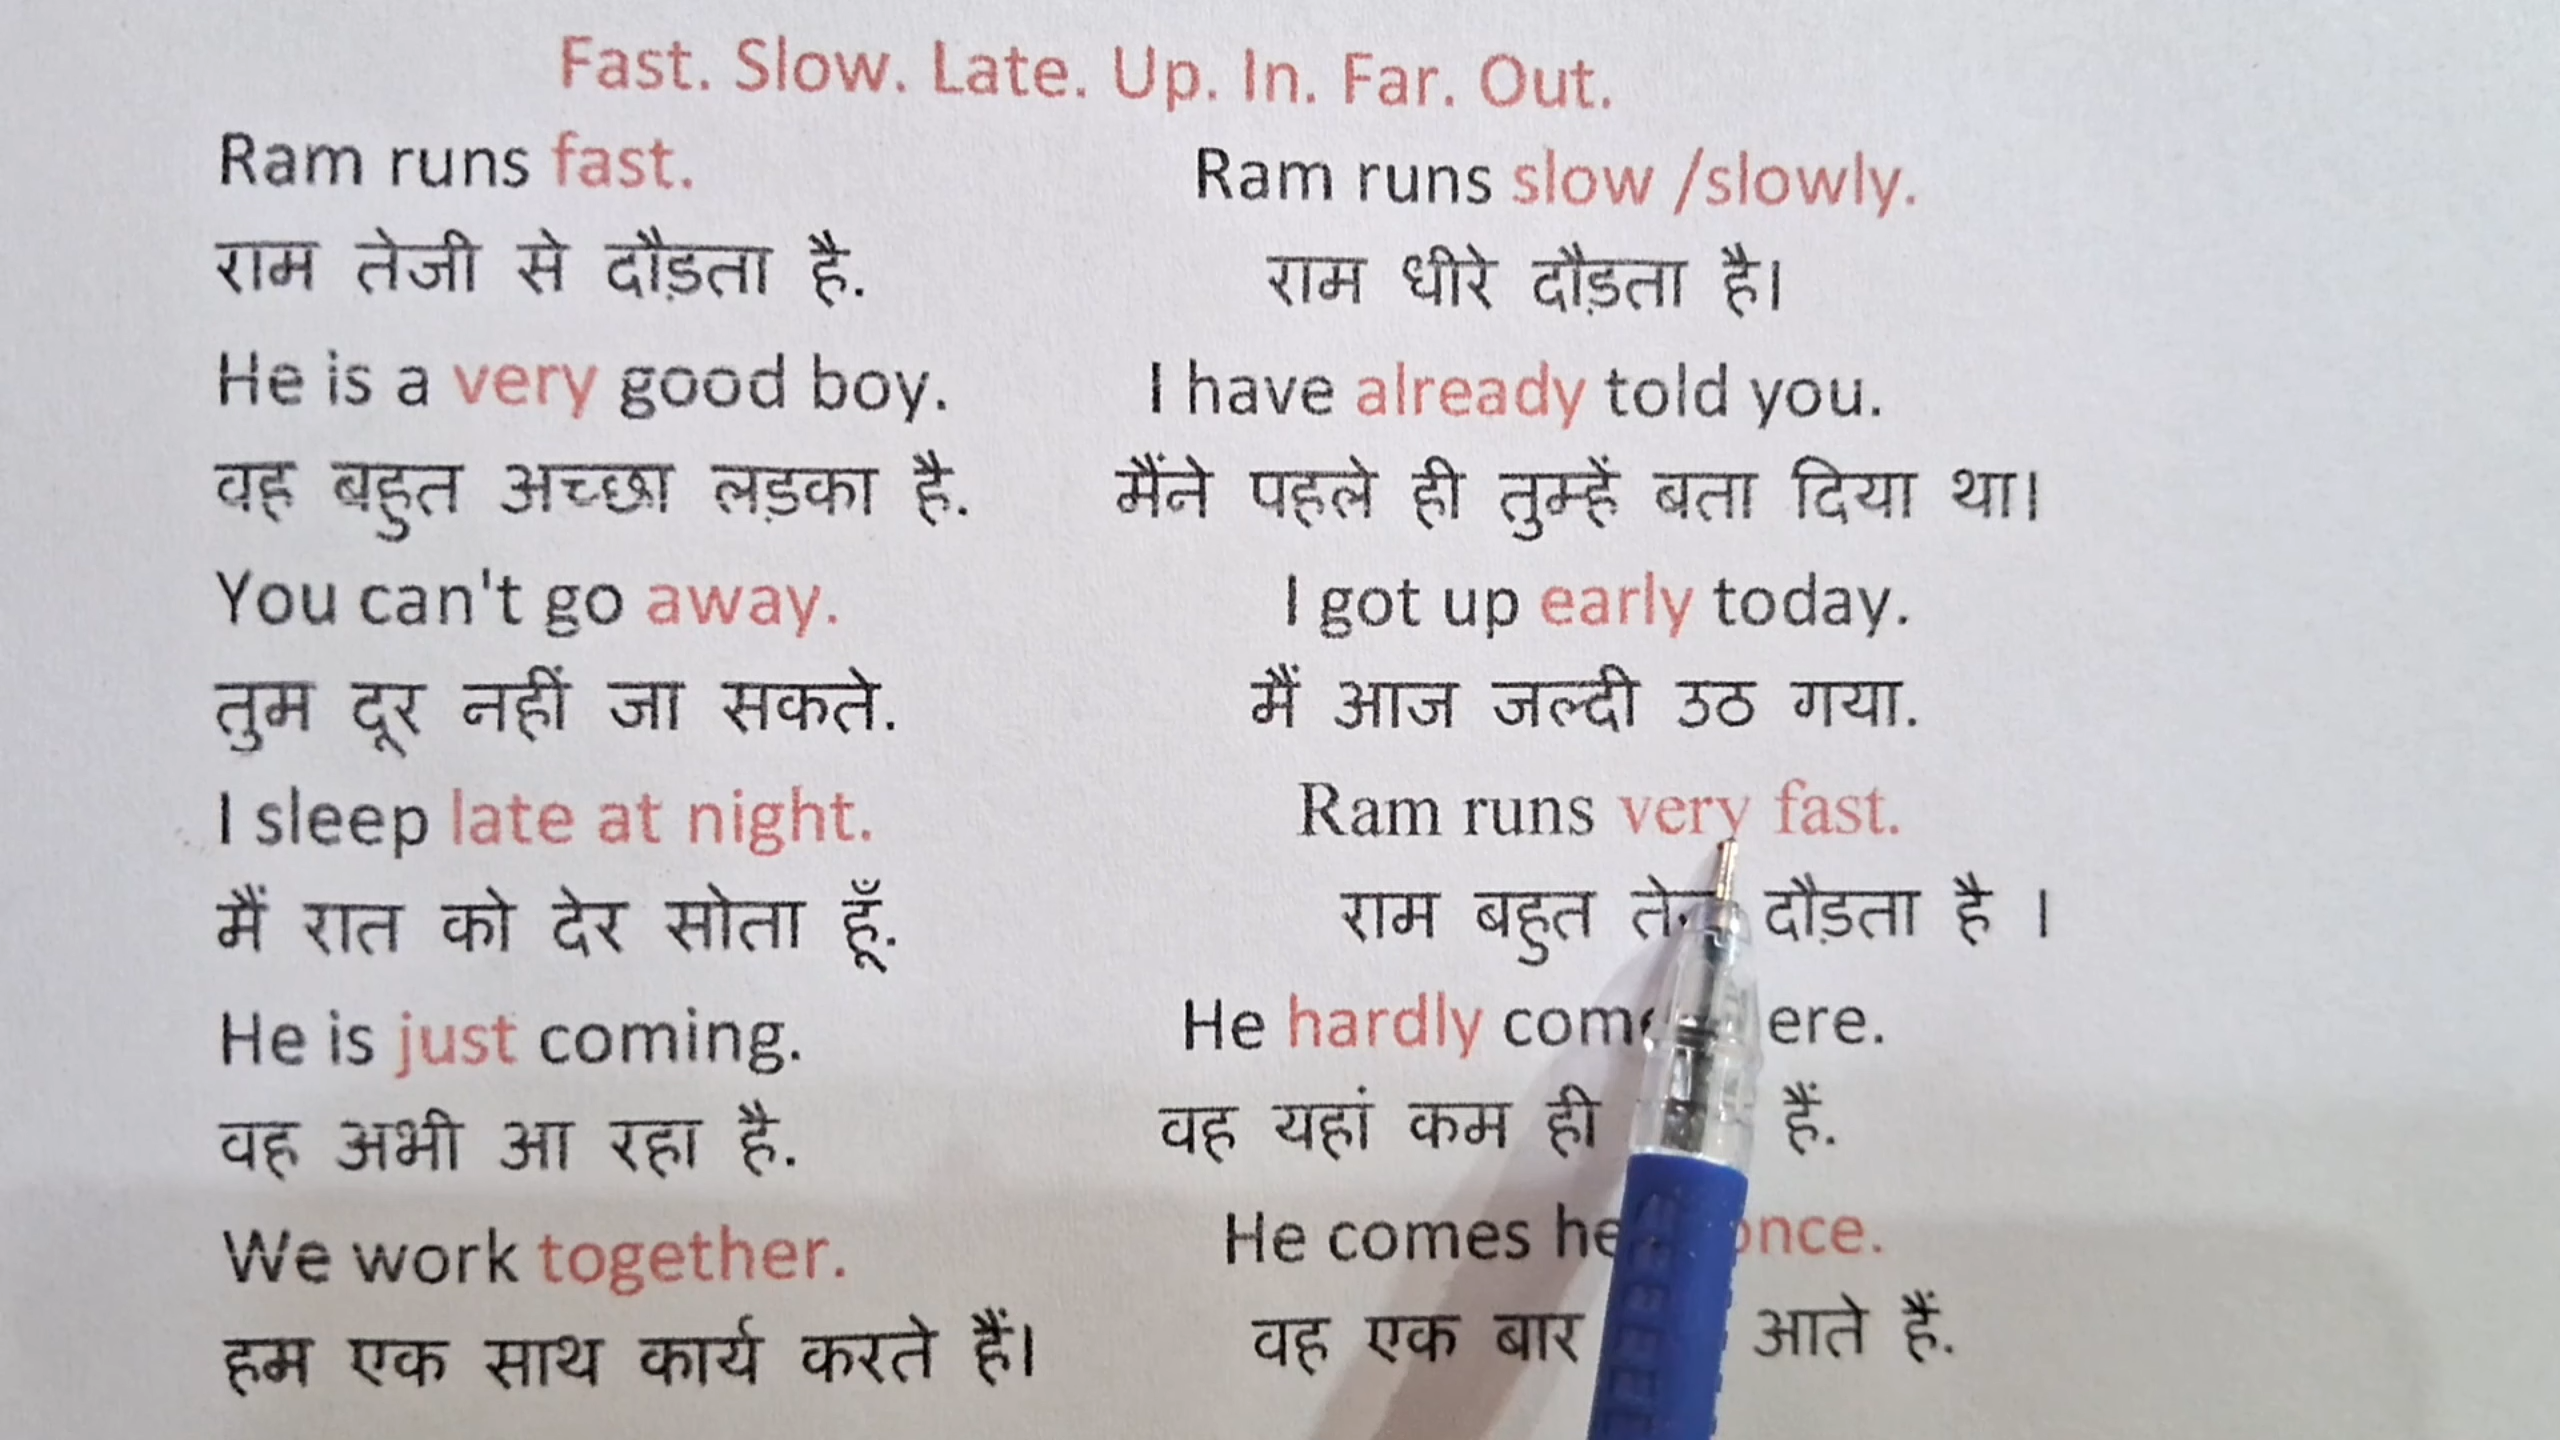 Fast. Slow. Late. Up. In. Far. Out.
Ram runs fast.
राम तेजी से दौड़ता है.
He is a very good boy.
वह बहुत अच्छा लड़का है.
You can't go away.
तुम दूर नहीं जा सकते.
I sleep late at night.
मैं रात को देर सोता हूँ.
He is just coming.
वह अभी आ रहा है.
We work together.
हम एक साथ कार्य करते हैं।
Ram runs slow /slowly.
राम धीरे दौड़ता है।
I have already told you.
मैंने पहले ही तुम्हें बता दिया था।
I got up early today.
मैं आज जल्दी उठ गया.
Ram runs very fast.
राम बहुत दौड़ता है ।
He hardly
वह यहां कम ही हैं.
He comes once.
वह एक बार आते हैं.